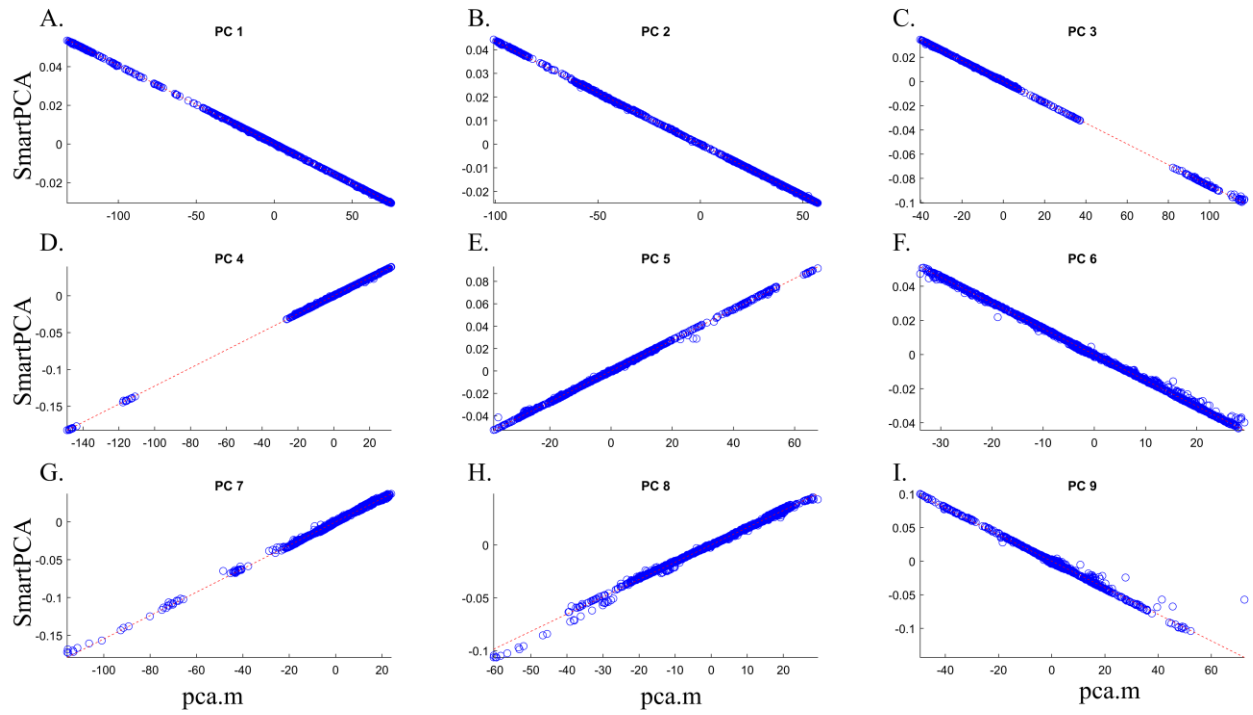 A. B. C.
PC 1 PC 2 PC 3
SmartPCA
0.04 0.02 0 -0.02
-100 -50 0 50
0.04 0.03 0.02 0.01 0 -0.01 -0.02
-100 -50 0
0.02 0 -0.02 -0.04 -0.06 -0.08 -0.1
-40 -20 0 20 40 60 80 100
D. E. F.
PC 4 PC 5 PC 6
SmartPCA
0 -0.05 -0.1 -0.15
-140 -120 -100 -80 -60 -40 -20 0 20
0.08 0.06 0.04 0.02 0 -0.02 -0.04
-20 0 20 40 60
0.04 0.02 0 -0.02 -0.04
-30 -20 -10 0 10 20
G. H. I.
PC 7 PC 8 PC 9
SmartPCA
0 -0.05 -0.1 -0.15
-100 -80 -60 -40 -20 0 20
0 -0.05 -0.1
-60 -50 -40 -30 -20 -10 0 10 20
0.1 0.05 0 -0.05 -0.1
-40 -20 0 20 40 60
pca.m pca.m pca.m